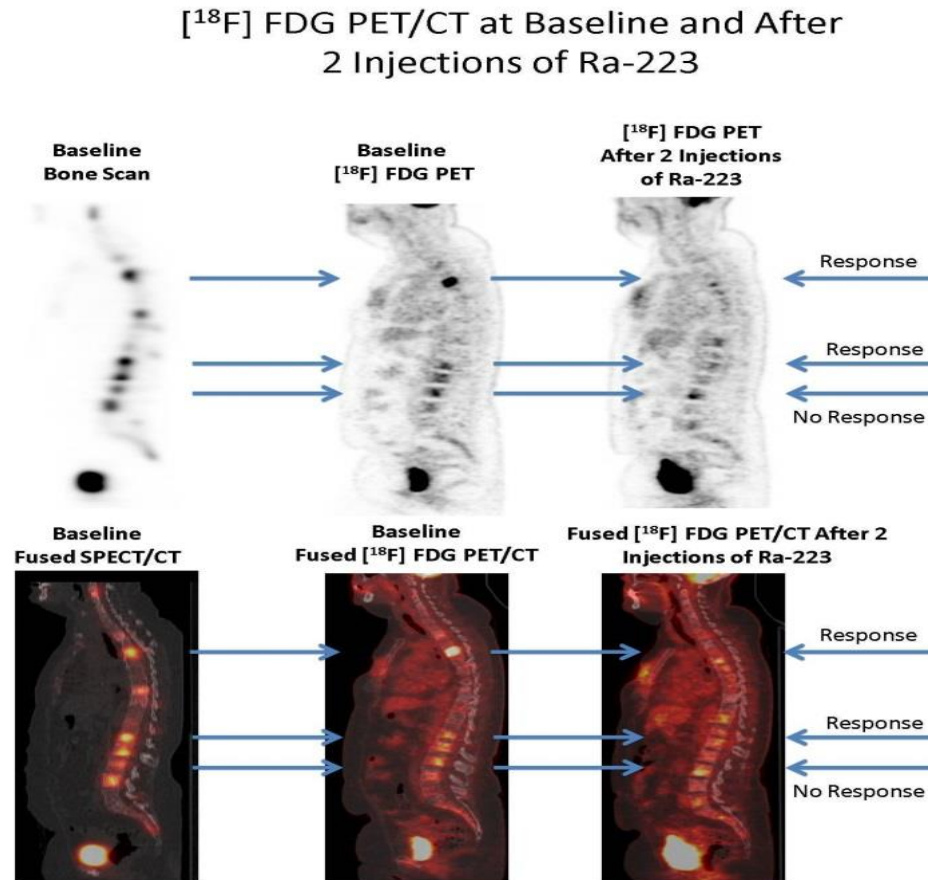 [¹⁸F] FDG PET/CT at Baseline and After
2 Injections of Ra-223
Baseline
Bone Scan
Baseline
[¹⁸F] FDG PET
[¹⁸F] FDG PET
After 2 Injections
of Ra-223
Response
Response
No Response
Baseline
Fused SPECT/CT
Baseline
Fused [¹⁸F] FDG PET/CT
Fused [¹⁸F] FDG PET/CT After 2
Injections of Ra-223
Response
Response
No Response